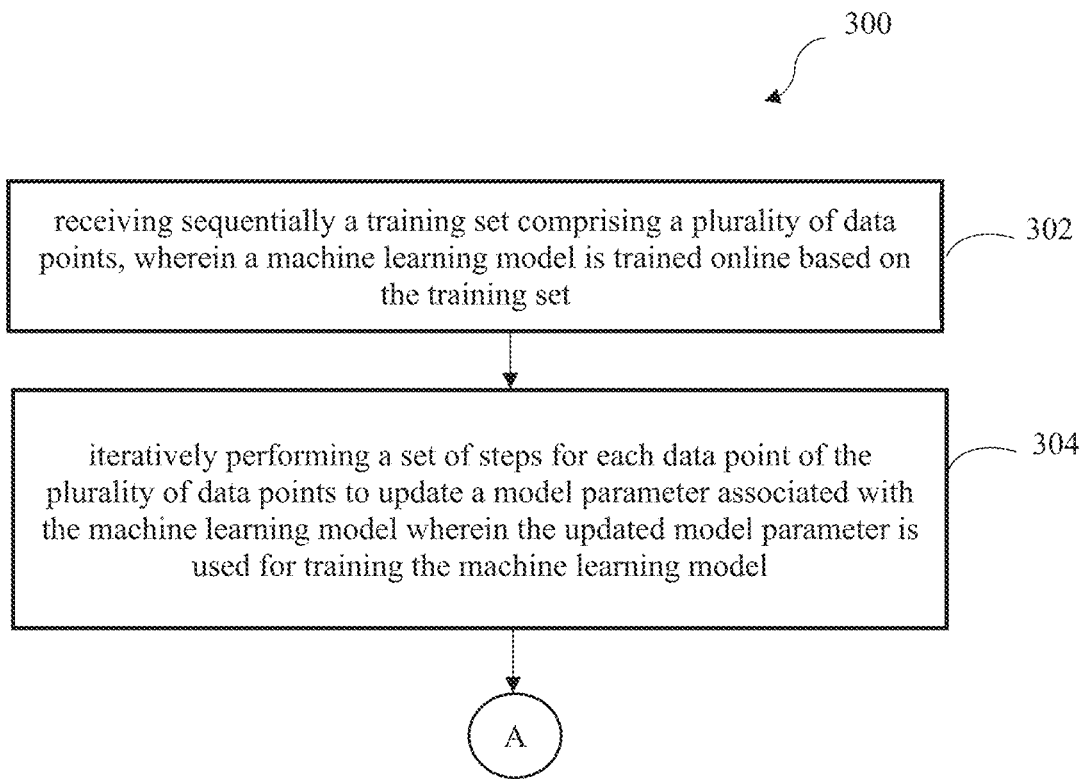 300
receiving sequentially a training set comprising a plurality of data
points, wherein a machine learning model is trained online based on
the training set
302
iteratively performing a set of steps for each data point of the
plurality of data points to update a model parameter associated with
the machine learning model wherein the updated model parameter is
used for training the machine learning model
304
A